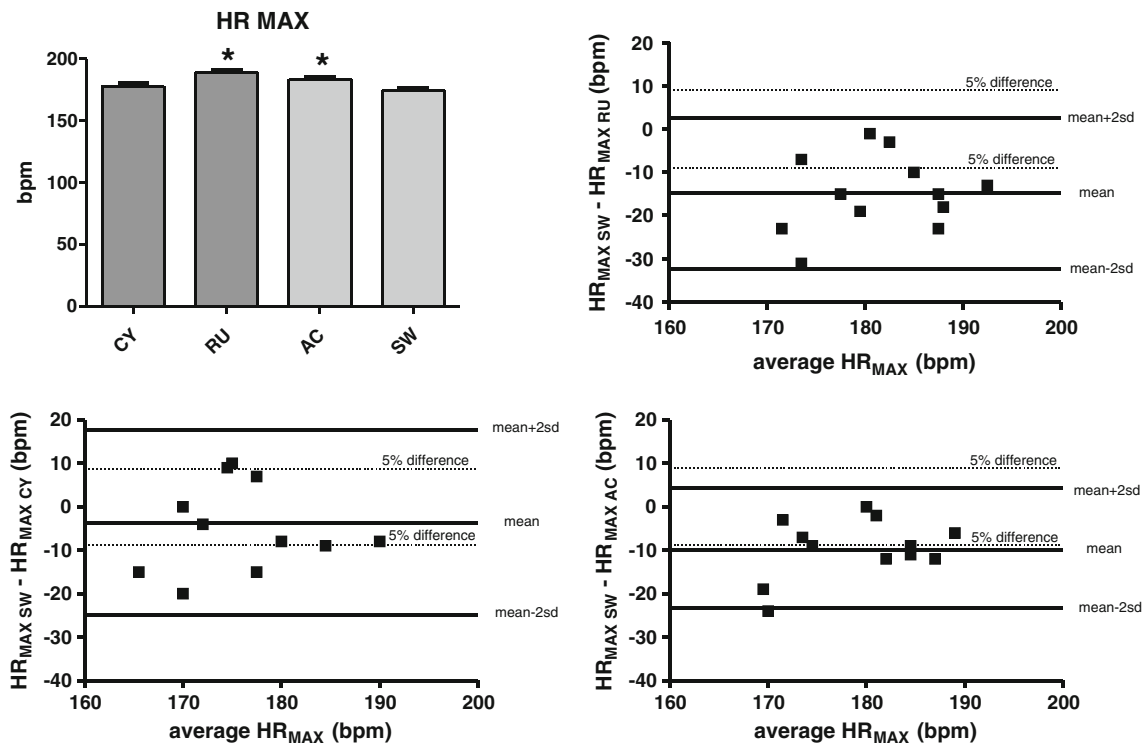 HR MAX
200
150
100
50
0
bpm
*
*
CY
RU
AC
SW
20
10
0
-10
-20
-30
-40
HRMAX SW - HRMAX RU (bpm)
5% difference
mean+2sd
5% difference
mean
mean-2sd
160
170
180
190
200
average HRMAX (bpm)
20
10
0
-10
-20
-30
-40
HRMAX SW - HRMAX CY (bpm)
mean+2sd
5% difference
mean
5% difference
mean-2sd
160
170
180
190
200
average HRMAX (bpm)
20
10
0
-10
-20
-30
-40
HRMAX SW - HRMAX AC (bpm)
5% difference
mean+2sd
5% difference
mean
mean-2sd
160
170
180
190
200
average HRMAX (bpm)